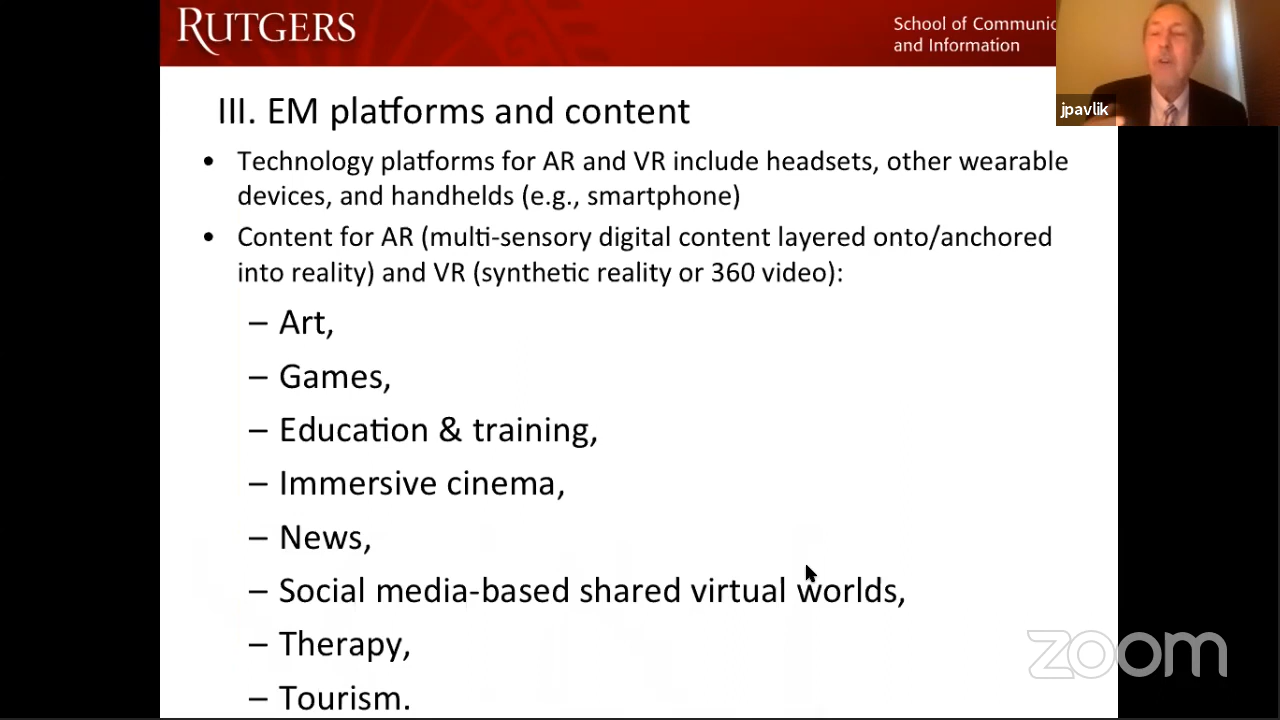 RUTGERS
School of Communic
and Information
jpavlik
III. EM platforms and content
• Technology platforms for AR and VR include headsets, other wearable
devices, and handhelds (e.g., smartphone)
• Content for AR (multi-sensory digital content layered onto/anchored
into reality) and VR (synthetic reality or 360 video):
– Art,
– Games,
– Education & training,
– Immersive cinema,
– News,
– Social media-based shared virtual worlds,
– Therapy,
– Tourism.
zoom